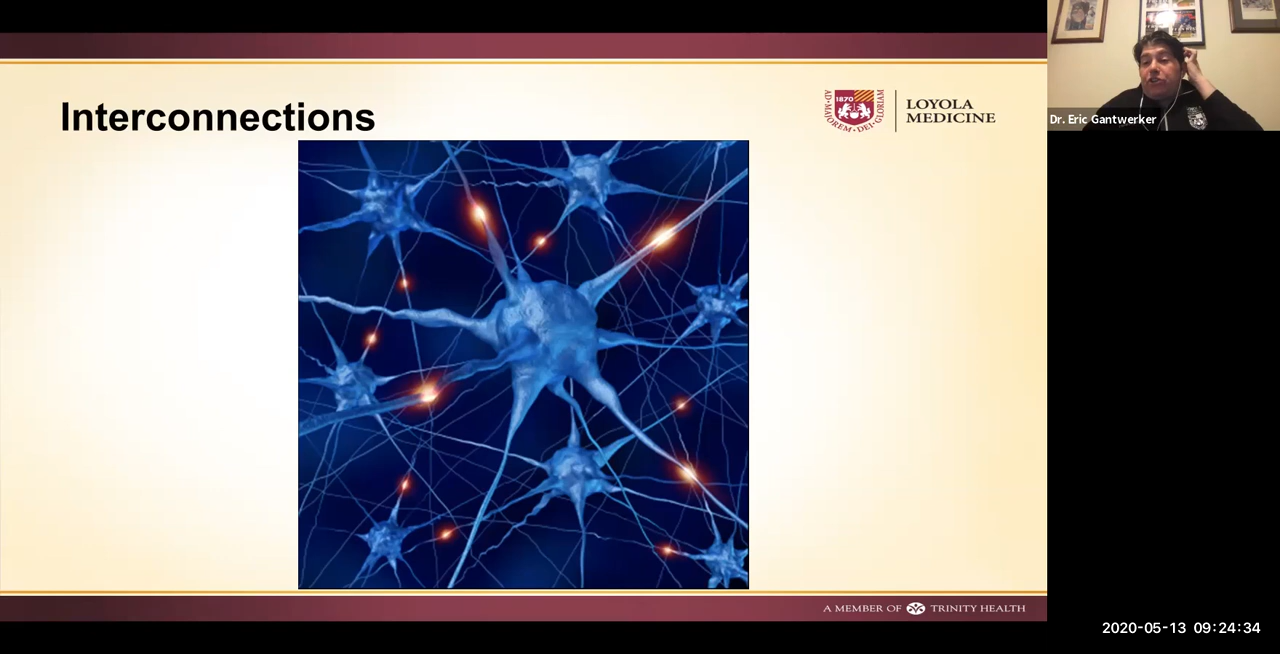 Interconnections
1870
AD•MAJOREM•DEI•GLORIAM
LOYOLA
MEDICINE
Dr. Eric Gantwerker
A MEMBER OF TRINITY HEALTH
2020-05-13 09:24:34